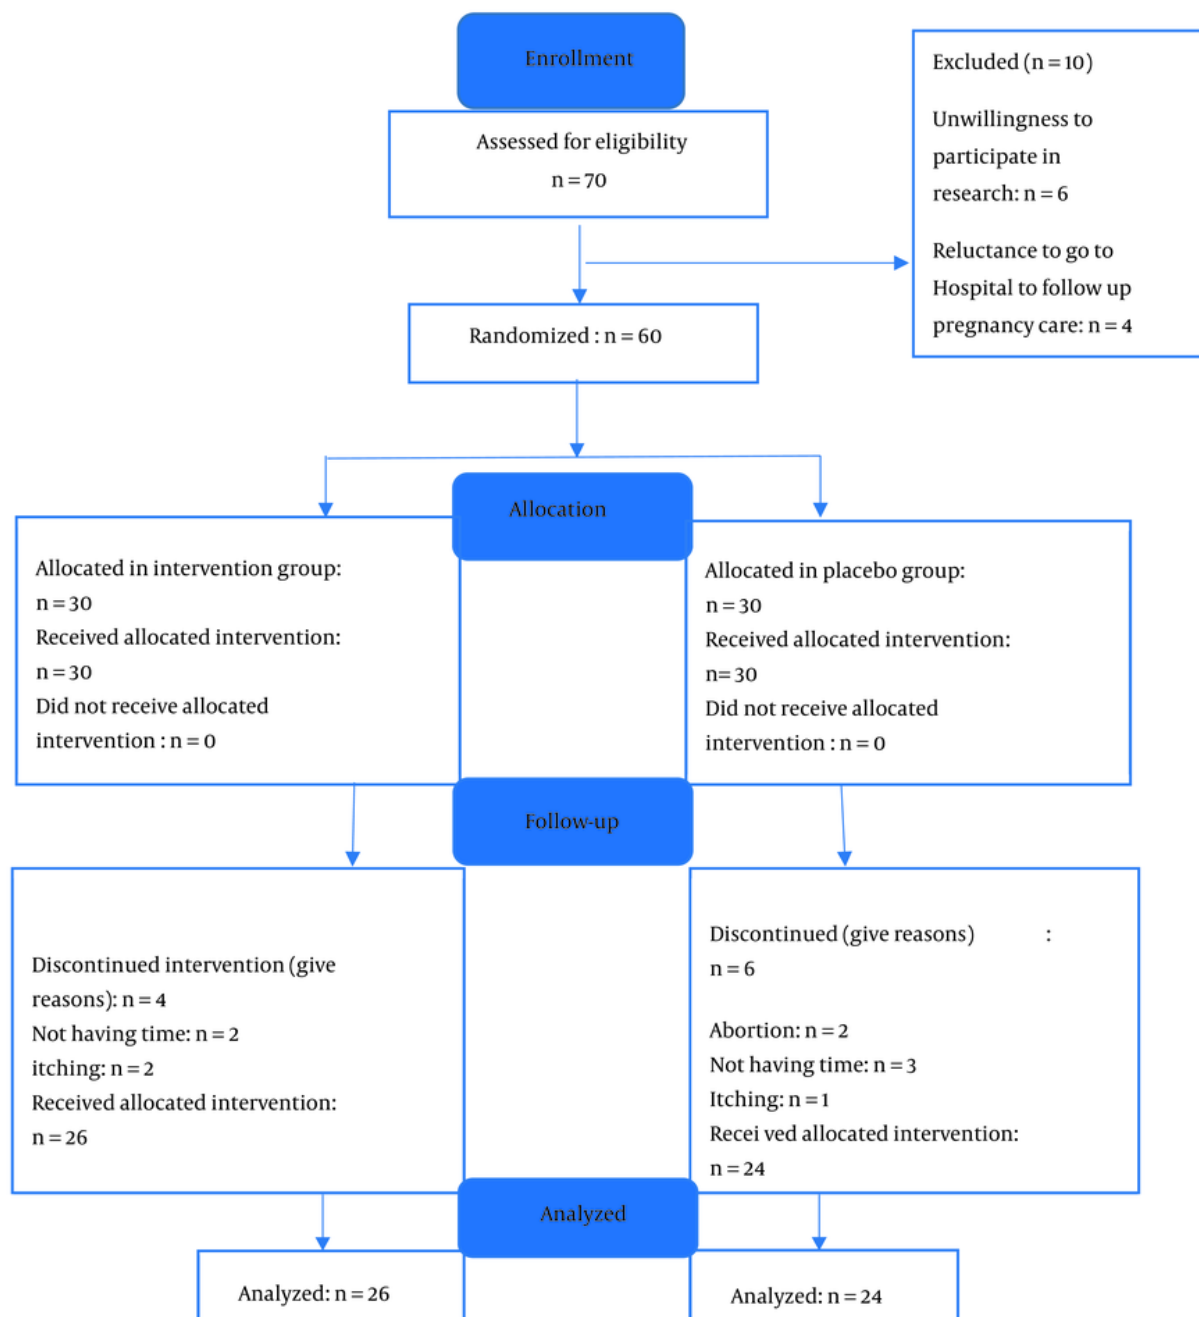 Enrollment
Assessed for eligibility
n = 70
Excluded (n = 10)
Unwillingness to
participate in
research: n = 6
Reluctance to go to
Hospital to follow up
pregnancy care: n = 4
Randomized : n = 60
Allocation
Allocated in intervention group:
n = 30
Received allocated intervention:
n = 30
Did not receive allocated
intervention : n = 0
Allocated in placebo group:
n = 30
Received allocated intervention:
n= 30
Did not receive allocated
intervention : n = 0
Follow-up
Discontinued intervention (give
reasons): n = 4
Not having time: n = 2
itching: n = 2
Received allocated intervention:
n = 26
Discontinued (give reasons) :
n = 6
Abortion: n = 2
Not having time: n = 3
Itching: n = 1
Recei ved allocated intervention:
n = 24
Analyzed
Analyzed: n = 26
Analyzed: n = 24